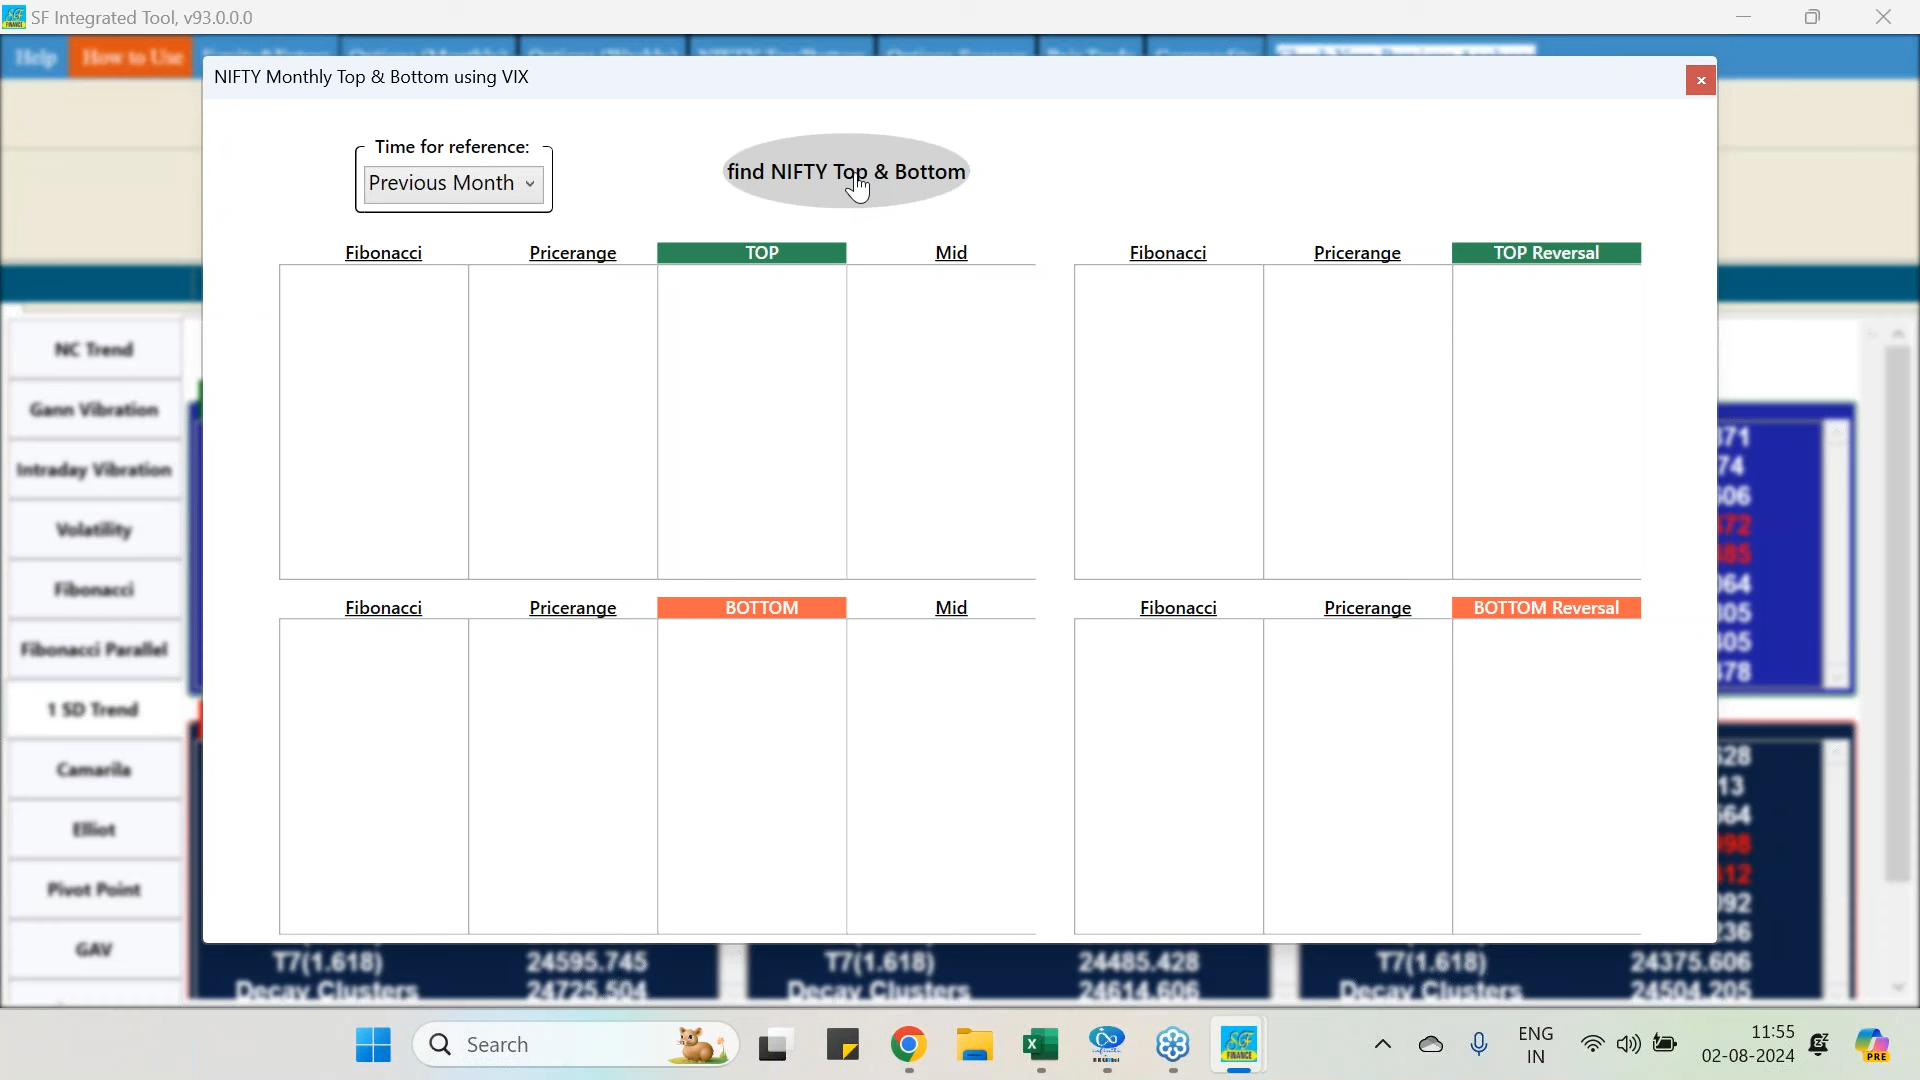 SF Integrated Tool, v93.0.0.0
Help
How to Use
NIFTY Monthly Top & Bottom using VIX
×
Time for reference:
Previous Month
find NIFTY Top & Bottom
Fibonacci Pricerange TOP Mid Fibonacci Pricerange TOP Reversal
Fibonacci Pricerange BOTTOM Mid Fibonacci Pricerange BOTTOM Reversal
NC Trend
Gann Vibration
Intraday Vibration
Volatility
Fibonacci
Fibonacci Parallel
1 SD Trend
Camarila
Elliot
Pivot Point
GAV
T7(1.618) 24595.745 T7(1.618) 24485.428 T7(1.618) 24375.606
Decay Clusters 24725.504 Decay Clusters 24614.606 Decay Clusters 24504.205
Search
SF
FINANCE
ENG
IN
11:55
02-08-2024
PRE